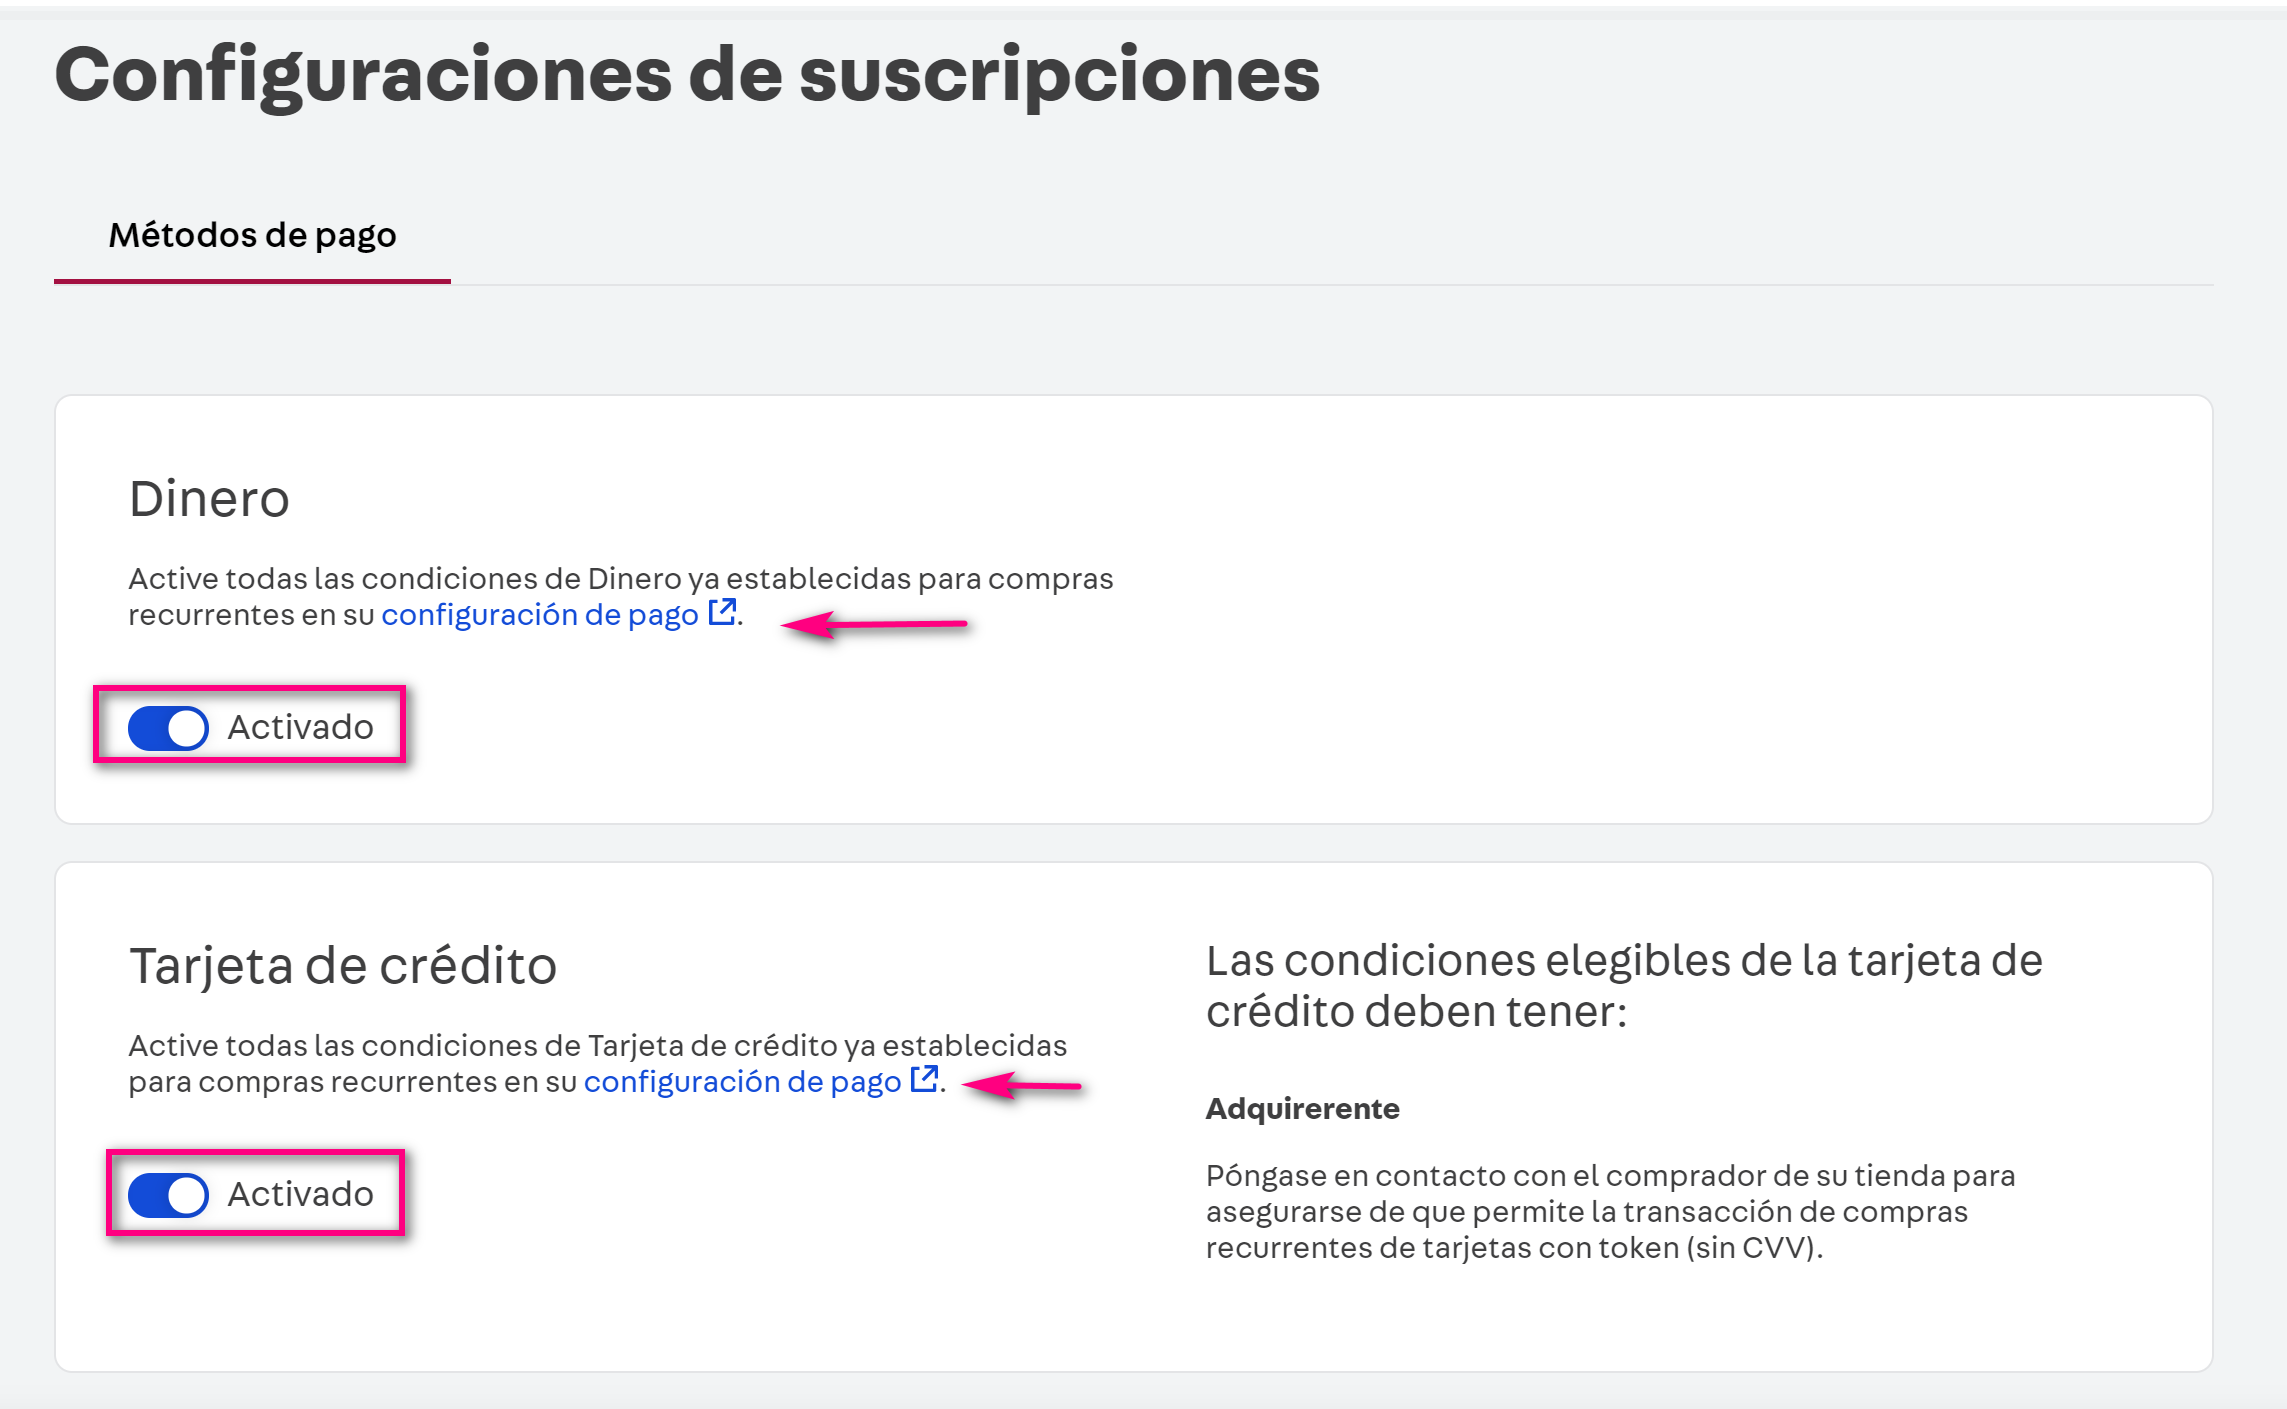 Configuraciones de suscripciones
Métodos de pago
Dinero
Active todas las condiciones de Dinero ya establecidas para compras
recurrentes en su configuración de pago.
Activado
Tarjeta de crédito
Active todas las condiciones de Tarjeta de crédito ya establecidas
para compras recurrentes en su configuración de pago.
Activado
Las condiciones elegibles de la tarjeta de
crédito deben tener:
Adquirerente
Póngase en contacto con el comprador de su tienda para
asegurarse de que permite la transacción de compras
recurrentes de tarjetas con token (sin CVV).